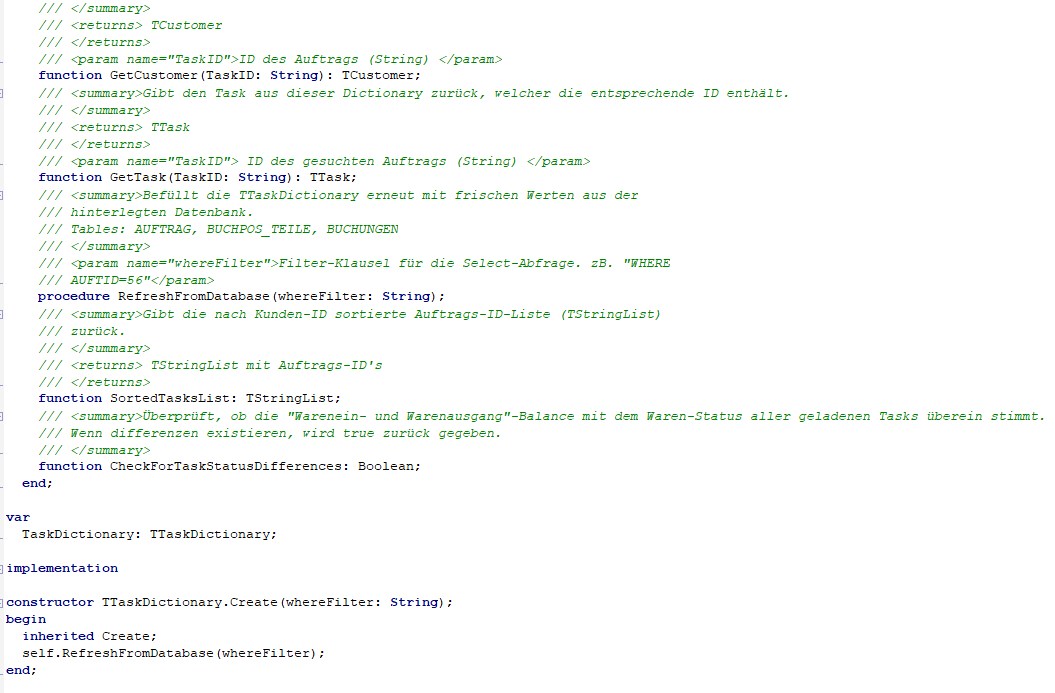 /// </summary>
/// <returns> TCustomer
/// </returns>
/// <param name="TaskID">ID des Auftrags (String) </param>
function GetCustomer(TaskID: String): TCustomer;
/// <summary>Gibt den Task aus dieser Dictionary zurück, welcher die entsprechende ID enthält.
/// </summary>
/// <returns> TTask
/// </returns>
/// <param name="TaskID"> ID des gesuchten Auftrags (String) </param>
function GetTask(TaskID: String): TTask;
/// <summary>Befüllt die TTaskDictionary erneut mit frischen Werten aus der
/// hinterlegten Datenbank.
/// Tables: AUFTRAG, BUCHPOS_TEILE, BUCHUNGEN
/// </summary>
/// <param name="whereFilter">Filter-Klausel für die Select-Abfrage. zB. "WHERE
/// AUFTID=56"</param>
procedure RefreshFromDatabase(whereFilter: String);
/// <summary>Gibt die nach Kunden-ID sortierte Auftrags-ID-Liste (TStringList)
/// zurück.
/// </summary>
/// <returns> TStringList mit Auftrags-ID's
/// </returns>
function SortedTasksList: TStringList;
/// <summary>Überprüft, ob die "Warenein- und Warenausgang"-Balance mit dem Waren-Status aller geladenen Tasks überein stimmt.
/// Wenn differenzen existieren, wird true zurück gegeben.
/// </summary>
function CheckForTaskStatusDifferences: Boolean;
end;
var
TaskDictionary: TTaskDictionary;
implementation
constructor TTaskDictionary.Create(whereFilter: String);
begin
inherited Create;
self.RefreshFromDatabase(whereFilter);
end;